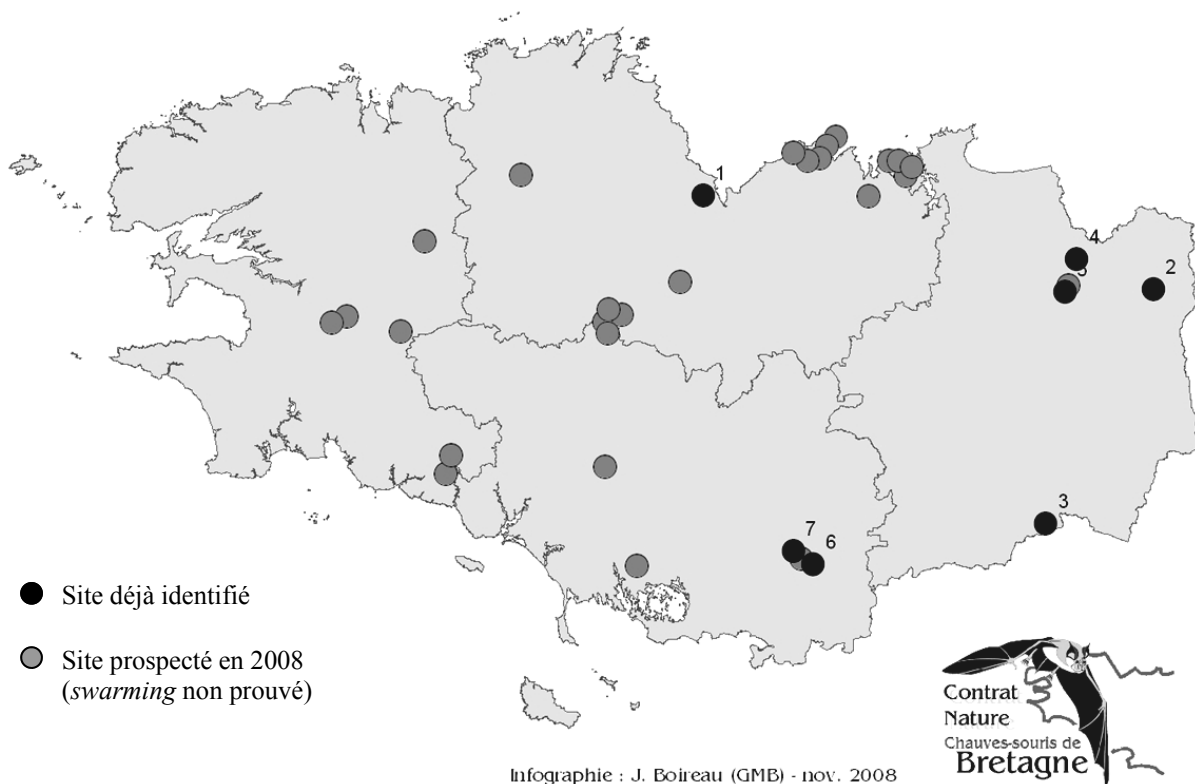 1
4
2
5
3
7
6
Site déjà identifié
Site prospecté en 2008
(swarming non prouvé)
Contrat
Nature
Chauves-souris de
Bretagne
Infographie : J. Boireau (GMB) - nov. 2008